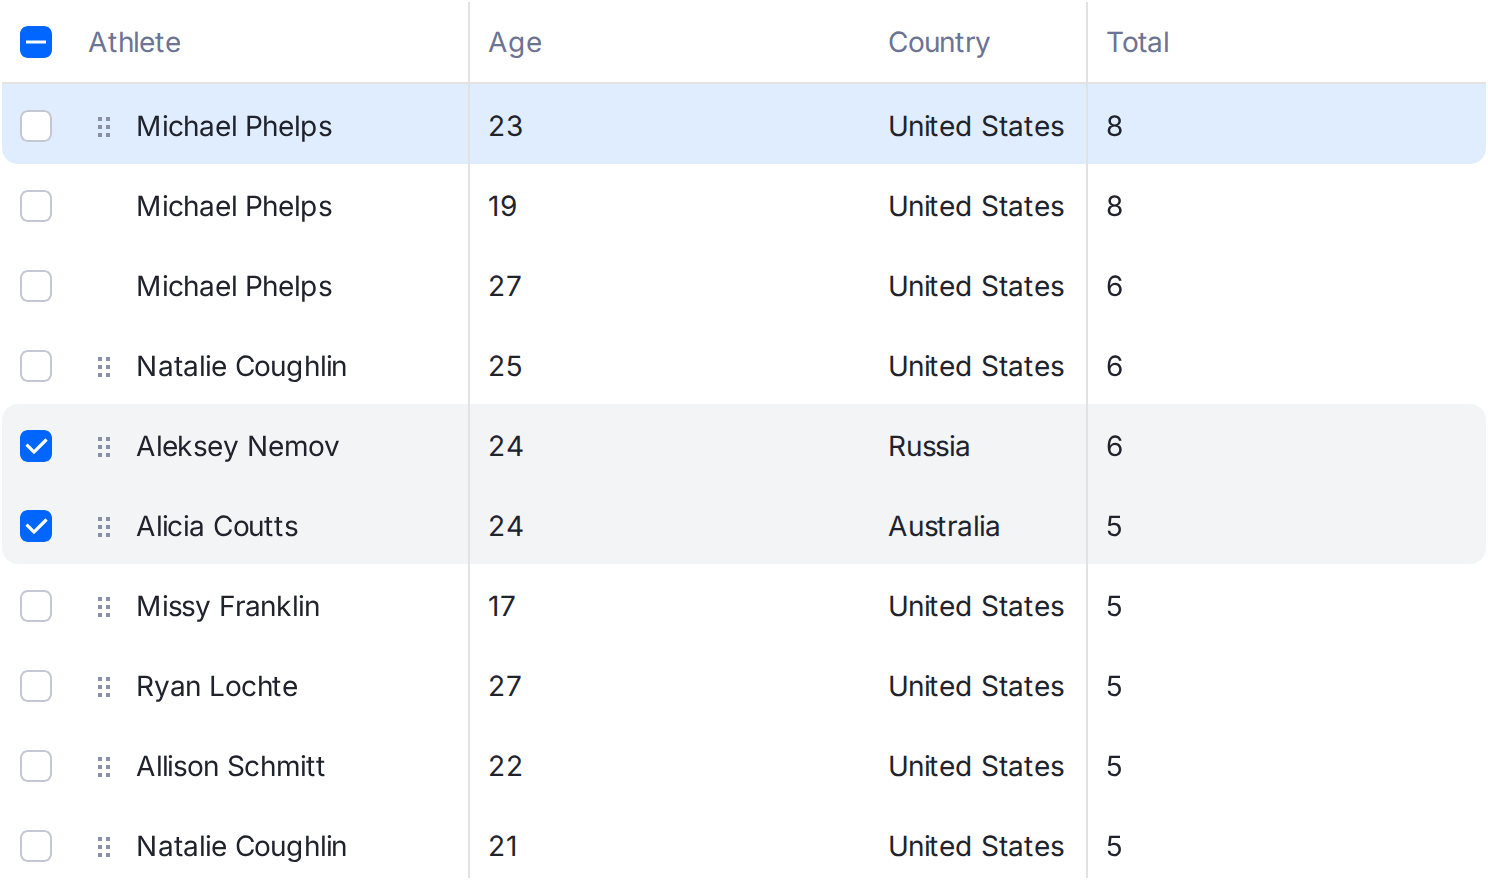 Athlete Age Country Total
Michael Phelps 23 United States 8
Michael Phelps 19 United States 8
Michael Phelps 27 United States 6
Natalie Coughlin 25 United States 6
Aleksey Nemov 24 Russia 6
Alicia Coutts 24 Australia 5
Missy Franklin 17 United States 5
Ryan Lochte 27 United States 5
Allison Schmitt 22 United States 5
Natalie Coughlin 21 United States 5